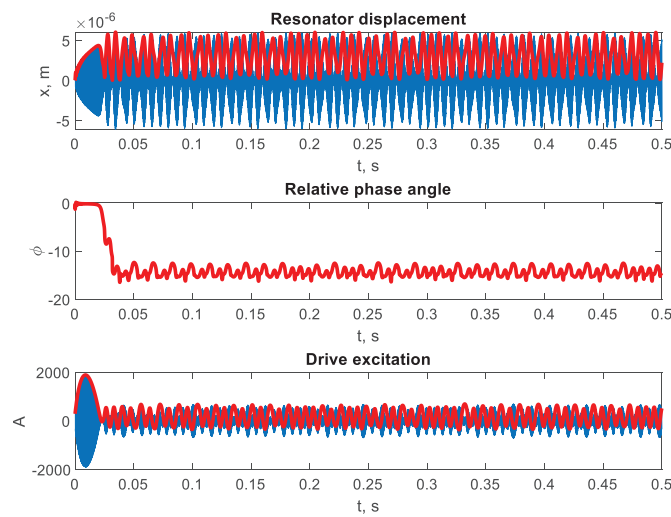 ×10⁻⁶
Resonator displacement
5
0
-5
x, m
0 0.05 0.1 0.15 0.2 0.25 0.3 0.35 0.4 0.45 0.5
t, s
Relative phase angle
0
-10
-20
ϕ
0 0.05 0.1 0.15 0.2 0.25 0.3 0.35 0.4 0.45 0.5
t, s
Drive excitation
2000
0
-2000
A
0 0.05 0.1 0.15 0.2 0.25 0.3 0.35 0.4 0.45 0.5
t, s